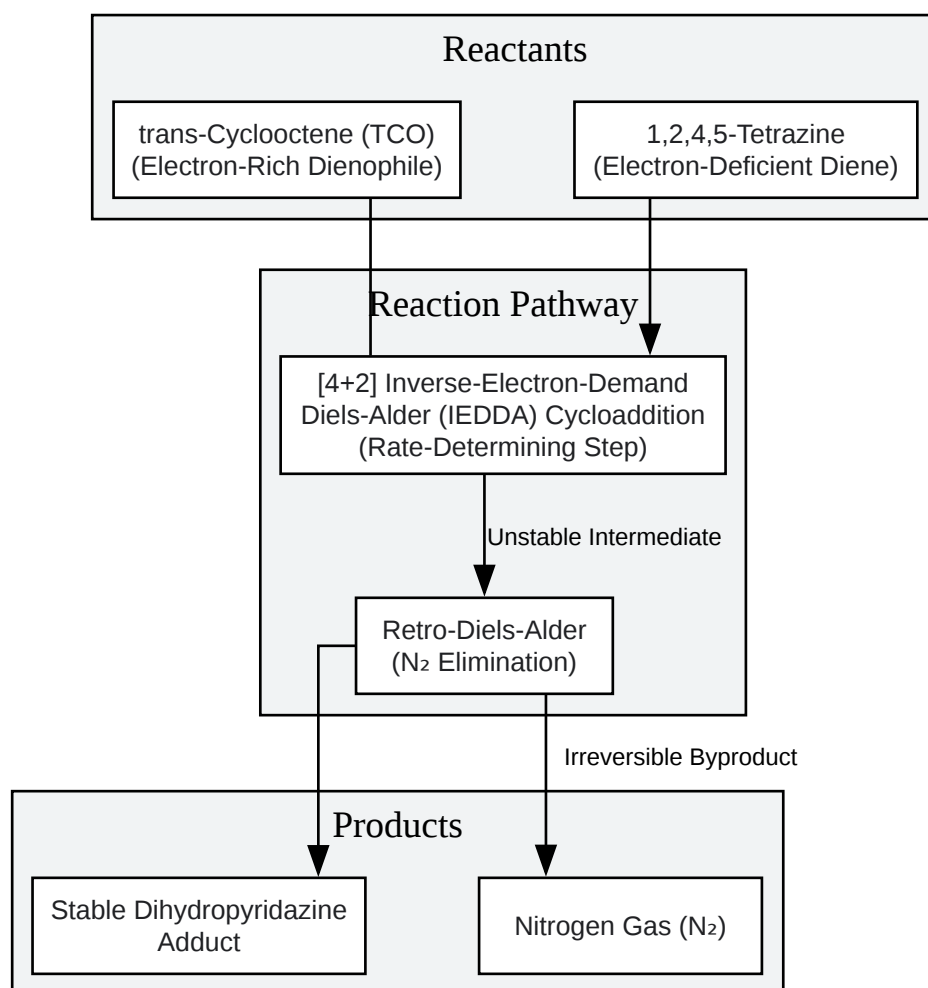 Reactants
trans-Cyclooctene (TCO)
(Electron-Rich Dienophile)
1,2,4,5-Tetrazine
(Electron-Deficient Diene)
Reaction Pathway
[4+2] Inverse-Electron-Demand
Diels-Alder (IEDDA) Cycloaddition
(Rate-Determining Step)
Unstable Intermediate
Retro-Diels-Alder
(N₂ Elimination)
Irreversible Byproduct
Products
Stable Dihydropyridazine
Adduct
Nitrogen Gas (N₂)